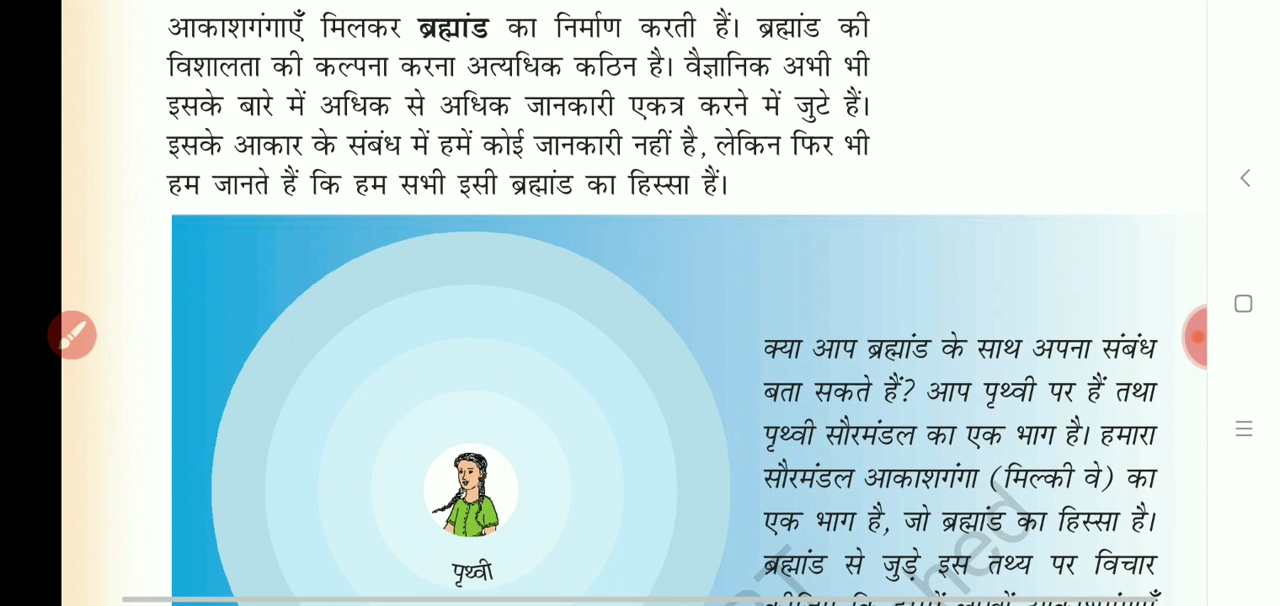 आकाशगंगाएँ मिलकर ब्रह्मांड का निर्माण करती हैं। ब्रह्मांड की
विशालता की कल्पना करना अत्यधिक कठिन है। वैज्ञानिक अभी भी
इसके बारे में अधिक से अधिक जानकारी एकत्र करने में जुटे हैं।
इसके आकार के संबंध में हमें कोई जानकारी नहीं है, लेकिन फिर भी
हम जानते हैं कि हम सभी इसी ब्रह्मांड का हिस्सा हैं।
क्या आप ब्रह्मांड के साथ अपना संबंध
बता सकते हैं? आप पृथ्वी पर हैं तथा
पृथ्वी सौरमंडल का एक भाग है। हमारा
सौरमंडल आकाशगंगा (मिल्की वे) का
एक भाग है, जो ब्रह्मांड का हिस्सा है।
ब्रह्मांड से जुड़े इस तथ्य पर विचार
पृथ्वी